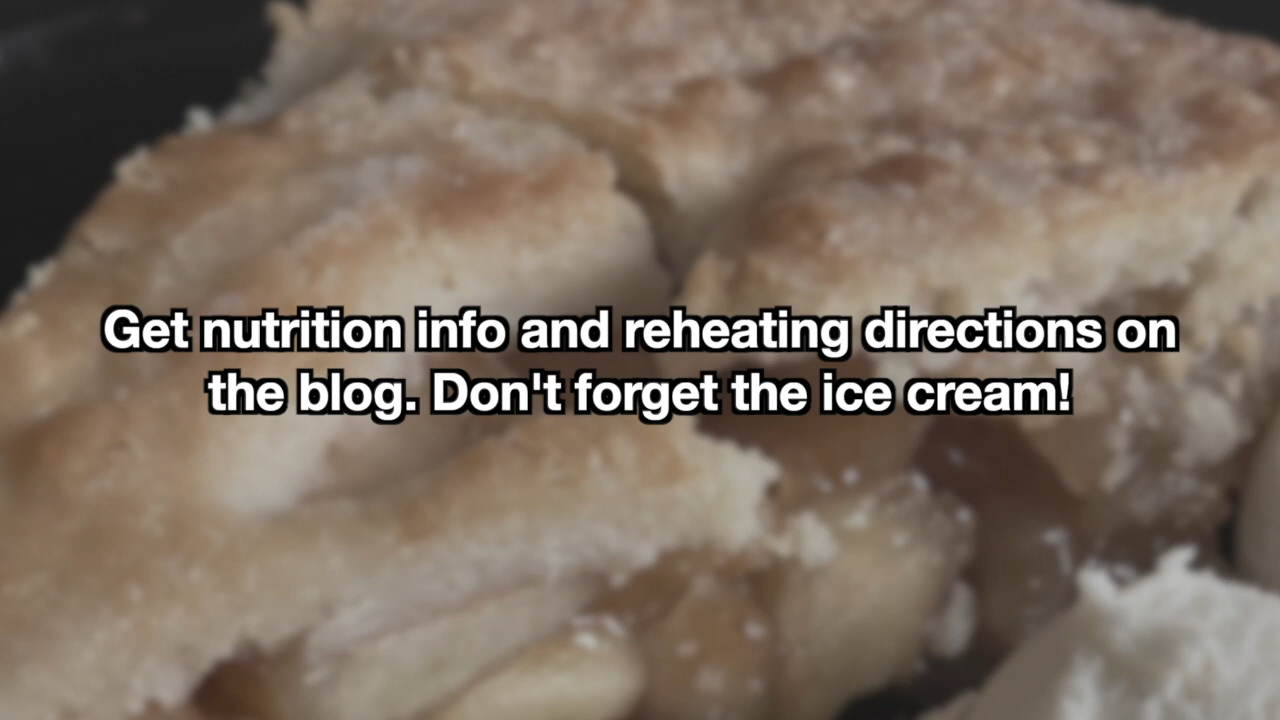 Get nutrition info and reheating directions on
the blog. Don't forget the ice cream!